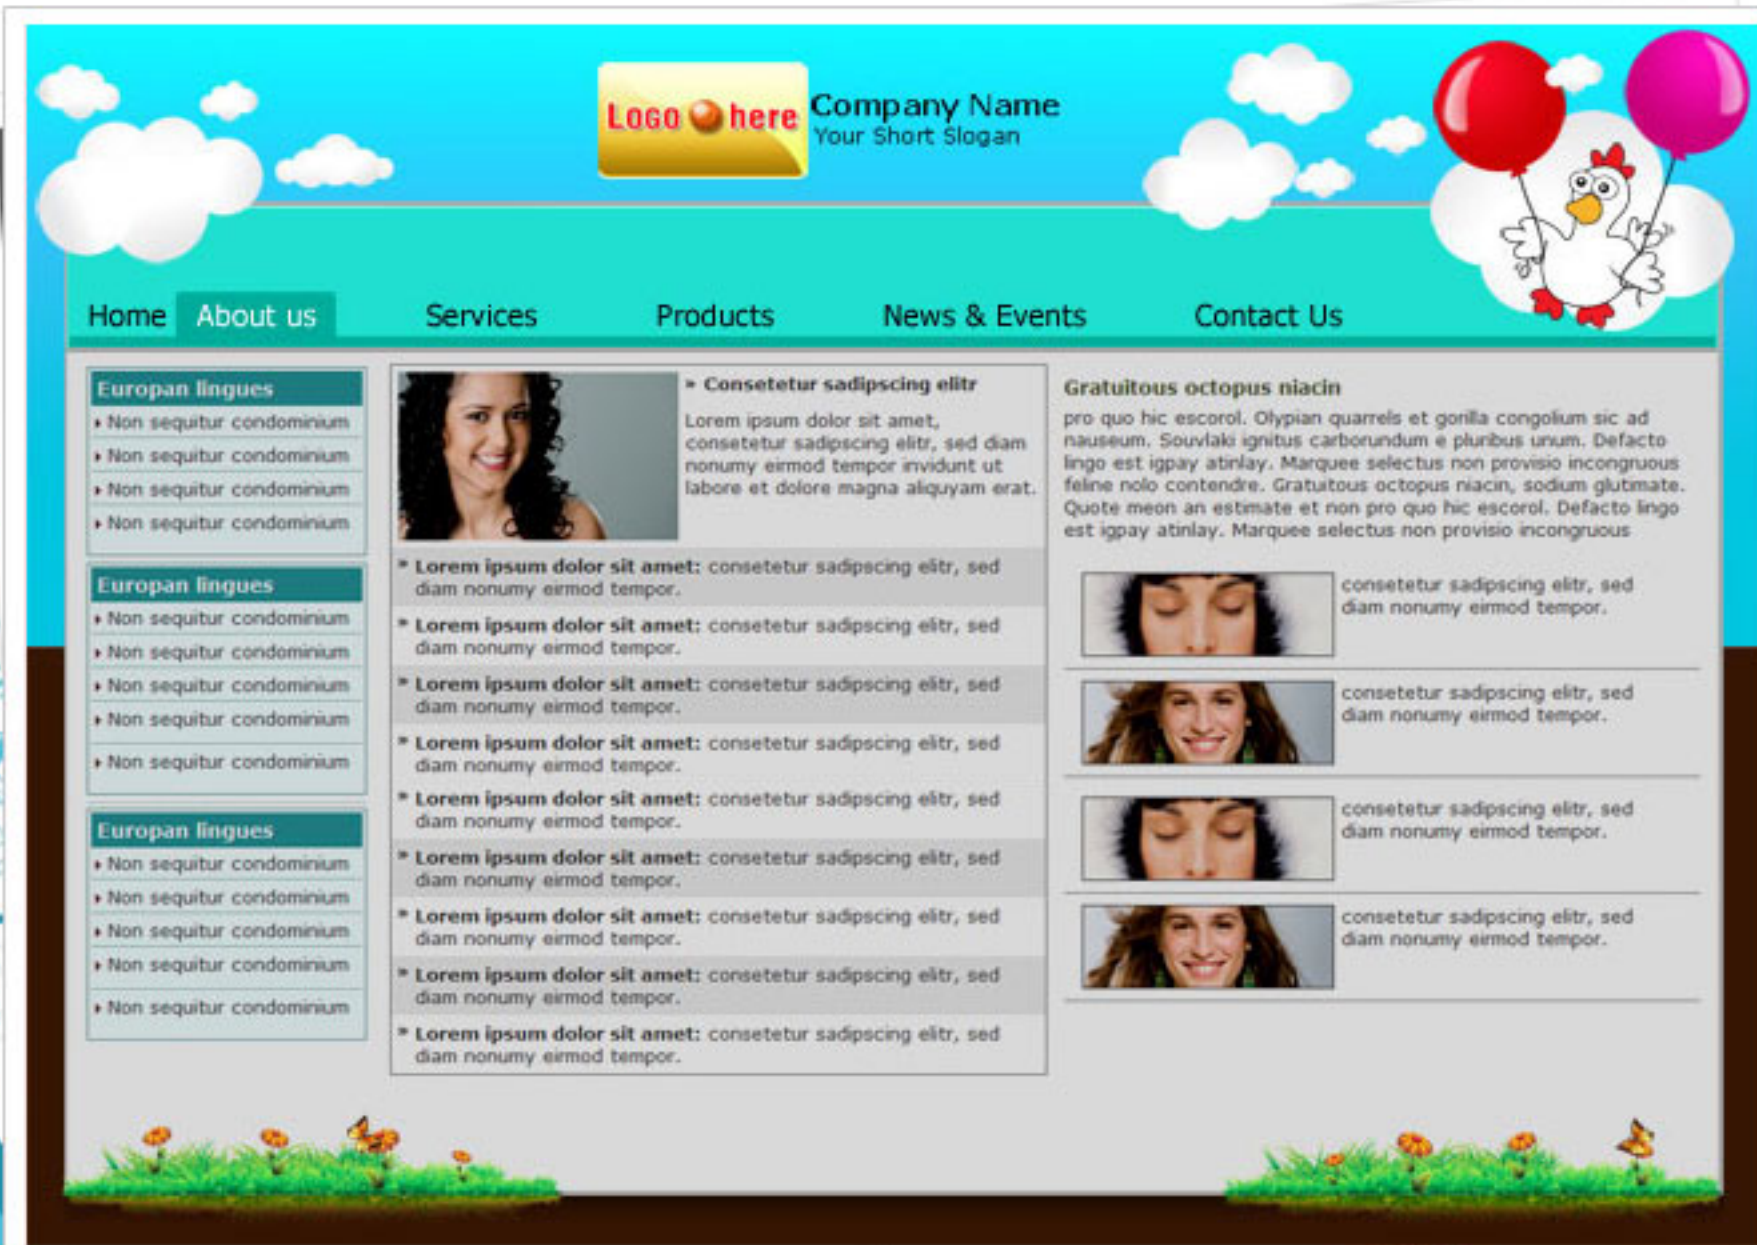 Logo here
Company Name
Your Short Slogan
Home About us Services Products News & Events Contact Us
Europan lingues
Non sequitur condominium
Non sequitur condominium
Non sequitur condominium
Non sequitur condominium
Europan lingues
Non sequitur condominium
Non sequitur condominium
Non sequitur condominium
Non sequitur condominium
Non sequitur condominium
Europan lingues
Non sequitur condominium
Non sequitur condominium
Non sequitur condominium
Non sequitur condominium
Non sequitur condominium
» Consetetur sadipscing elitr
Lorem ipsum dolor sit amet,
consetetur sadipscing elitr, sed diam
nonumy eirmod tempor invidunt ut
labore et dolore magna aliquyam erat.
» Lorem ipsum dolor sit amet: consetetur sadipscing elitr, sed
diam nonumy eirmod tempor.
» Lorem ipsum dolor sit amet: consetetur sadipscing elitr, sed
diam nonumy eirmod tempor.
» Lorem ipsum dolor sit amet: consetetur sadipscing elitr, sed
diam nonumy eirmod tempor.
» Lorem ipsum dolor sit amet: consetetur sadipscing elitr, sed
diam nonumy eirmod tempor.
» Lorem ipsum dolor sit amet: consetetur sadipscing elitr, sed
diam nonumy eirmod tempor.
» Lorem ipsum dolor sit amet: consetetur sadipscing elitr, sed
diam nonumy eirmod tempor.
» Lorem ipsum dolor sit amet: consetetur sadipscing elitr, sed
diam nonumy eirmod tempor.
» Lorem ipsum dolor sit amet: consetetur sadipscing elitr, sed
diam nonumy eirmod tempor.
» Lorem ipsum dolor sit amet: consetetur sadipscing elitr, sed
diam nonumy eirmod tempor.
Gratuitous octopus niacin
pro quo hic escorol. Olypian quarrels et gorilla congolium sic ad
nauseum. Souvlaki ignitus carborundum e pluribus unum. Defacto
lingo est igpay atinlay. Marquee selectus non provisio incongruous
feline nolo contendre. Gratuitous octopus niacin, sodium glutimate.
Quote meon an estimate et non pro quo hic escorol. Defacto lingo
est igpay atinlay. Marquee selectus non provisio incongruous
consetetur sadipscing elitr, sed
diam nonumy eirmod tempor.
consetetur sadipscing elitr, sed
diam nonumy eirmod tempor.
consetetur sadipscing elitr, sed
diam nonumy eirmod tempor.
consetetur sadipscing elitr, sed
diam nonumy eirmod tempor.